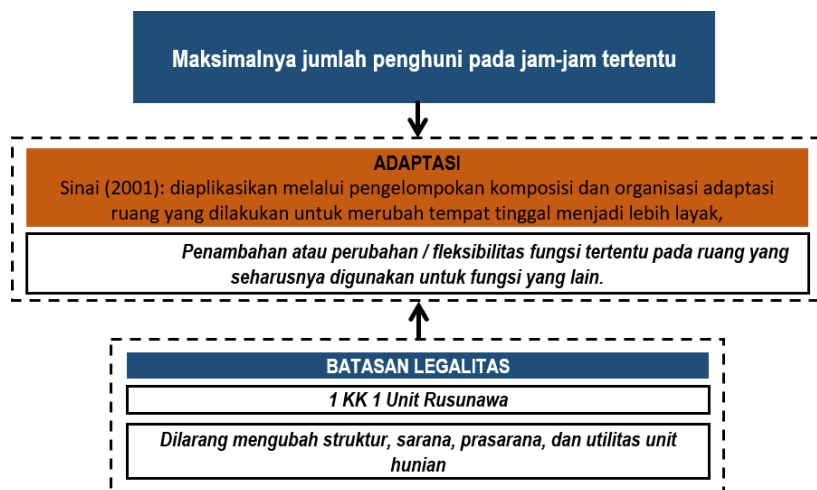 Maksimalnya jumlah penghuni pada jam-jam tertentu
ADAPTASI
Sinai (2001): diaplikasikan melalui pengelompokan komposisi dan organisasi adaptasi
ruang yang dilakukan untuk merubah tempat tinggal menjadi lebih layak,
Penambahan atau perubahan / fleksibilitas fungsi tertentu pada ruang yang
seharusnya digunakan untuk fungsi yang lain.
BATASAN LEGALITAS
1 KK 1 Unit Rusunawa
Dilarang mengubah struktur, sarana, prasarana, dan utilitas unit
hunian